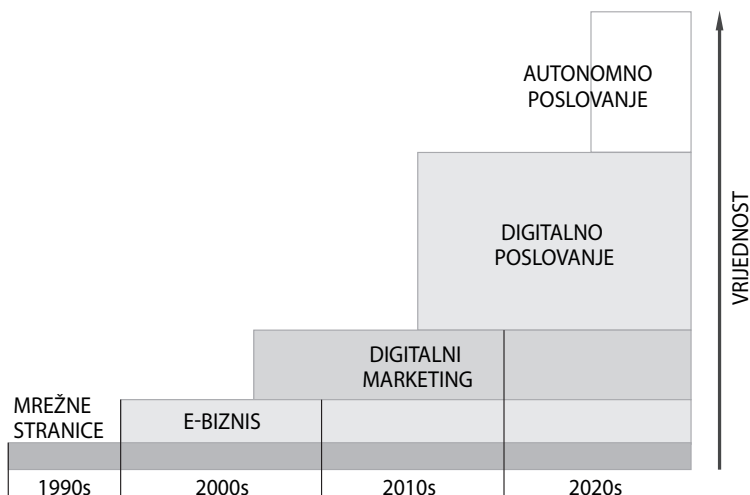 AUTONOMNO
POSLOVANJE
DIGITALNO
POSLOVANJE
VRIJEDNOST
DIGITALNI
MARKETING
MREŽNE
STRANICE
E-BIZNIS
1990s
2000s
2010s
2020s